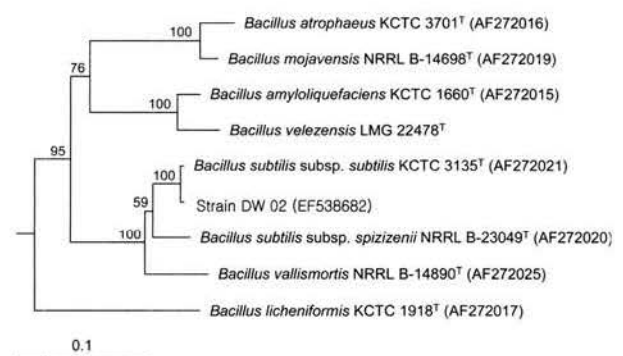 Bacillus atrophaeus KCTC 3701ᵀ (AF272016)
100
Bacillus mojavensis NRRL B-14698ᵀ (AF272019)
76
Bacillus amyloliquefaciens KCTC 1660ᵀ (AF272015)
100
Bacillus velezensis LMG 22478ᵀ
95
Bacillus subtilis subsp. subtilis KCTC 3135ᵀ (AF272021)
100
Strain DW 02 (EF538682)
59
Bacillus subtilis subsp. spizizenii NRRL B-23049ᵀ (AF272020)
100
Bacillus vallismortis NRRL B-14890ᵀ (AF272025)
Bacillus licheniformis KCTC 1918ᵀ (AF272017)
0.1